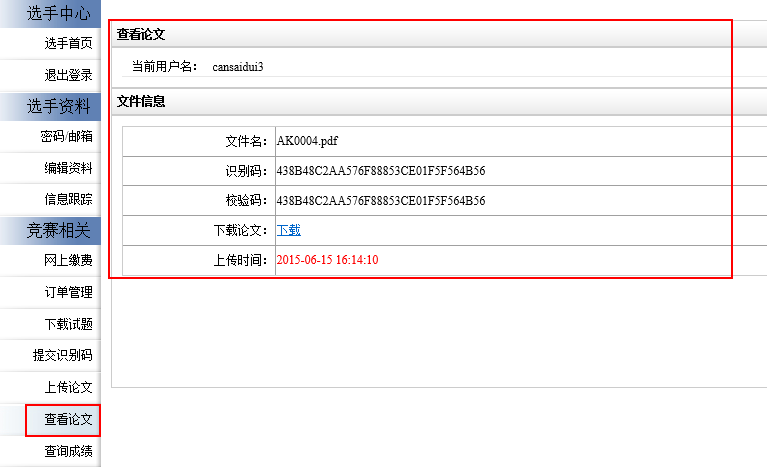 选手中心
选手首页
退出登录
选手资料
密码/邮箱
编辑资料
信息跟踪
竞赛相关
网上缴费
订单管理
下载试题
提交识别码
上传论文
查看论文
查询成绩
查看论文
当前用户名： cansaidui3
文件信息
文件名： AK0004.pdf
识别码： 438B48C2AA576F88853CE01F5F564B56
校验码： 438B48C2AA576F88853CE01F5F564B56
下载论文： 下载
上传时间： 2015-06-15 16:14:10